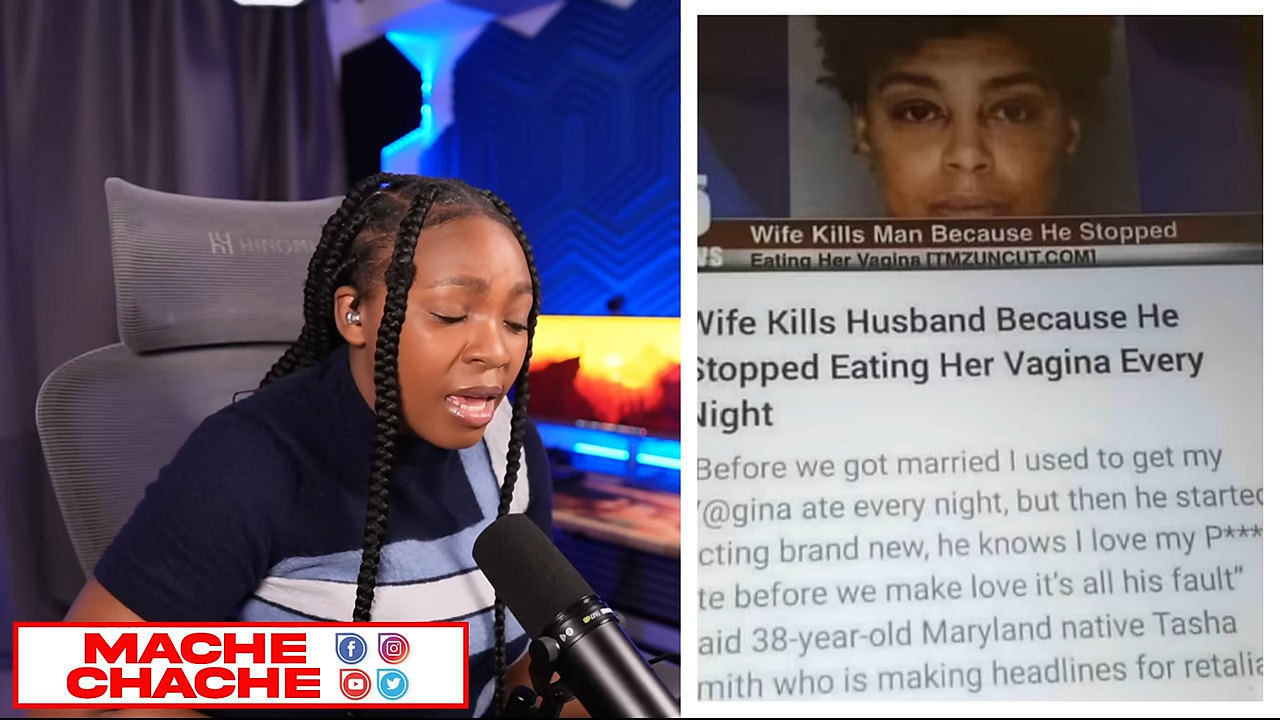 HINOMI
MACHE
CHACHE
5
WS
Wife Kills Man Because He Stopped
Eating Her Vagina [TMZUNCUT.COM]
Wife Kills Husband Because He
Stopped Eating Her Vagina Every
Night
Before we got married I used to get my
@gina ate every night, but then he started
cting brand new, he knows I love my P***
te before we make love it's all his fault"
aid 38-year-old Maryland native Tasha
mith who is making headlines for retalia